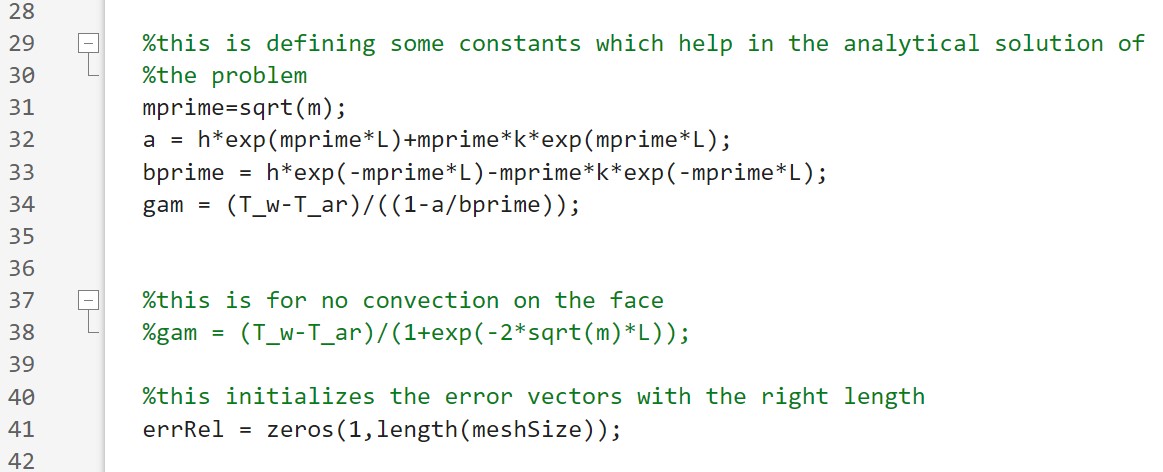 28
29 %this is defining some constants which help in the analytical solution of
30 %the problem
31 mprime=sqrt(m);
32 a = h*exp(mprime*L)+mprime*k*exp(mprime*L);
33 bprime = h*exp(-mprime*L)-mprime*k*exp(-mprime*L);
34 gam = (T_w-T_ar)/((1-a/bprime));
35
36
37 %this is for no convection on the face
38 %gam = (T_w-T_ar)/(1+exp(-2*sqrt(m)*L));
39
40 %this initializes the error vectors with the right length
41 errRel = zeros(1,length(meshSize));
42